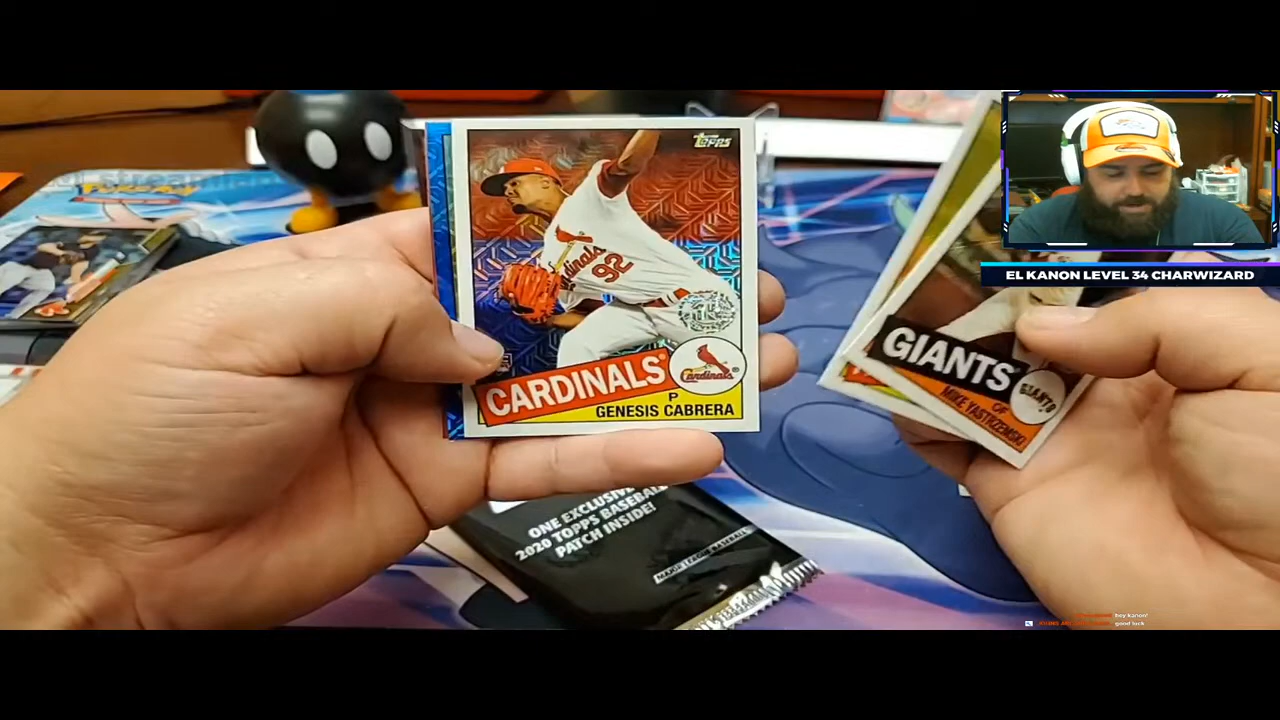 POKÉMON
Topps
Cardinals
92
CARDINALS
Cardinals
P
GENESIS CABRERA
GIANTS
GIANTS
OF
MIKE YASTRZEMSKI
EL KANON LEVEL 34 CHARWIZARD
ONE EXCLUSIVE
2020 TOPPS BASEBALL
PATCH INSIDE!
MAJOR LEAGUE BASEBALL
hey kanon!
good luck